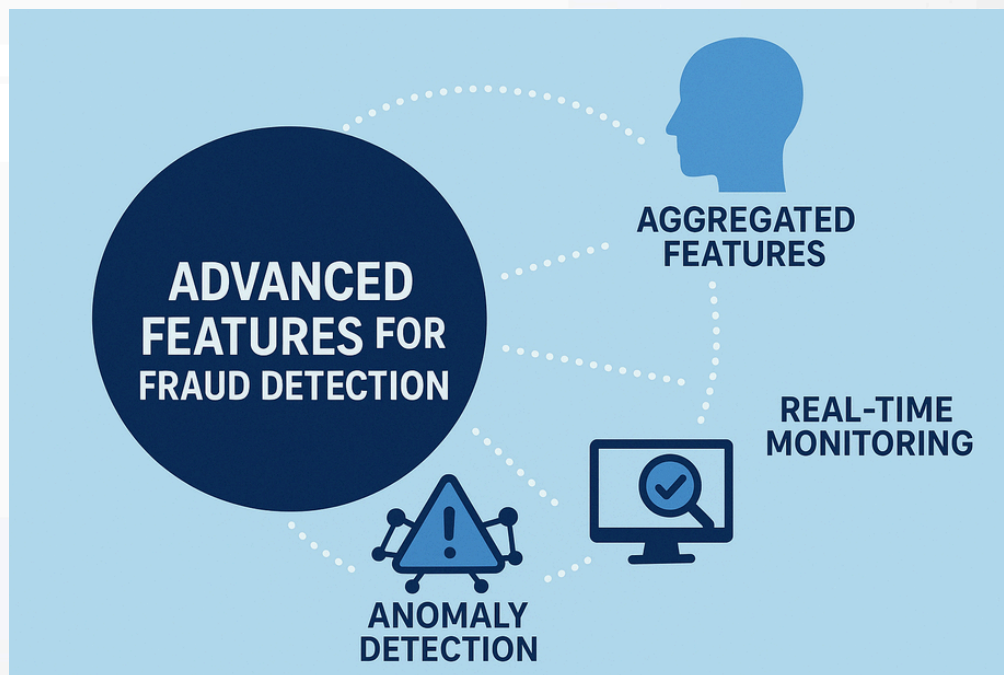 ADVANCED
FEATURES FOR
FRAUD DETECTION
AGGREGATED
FEATURES
REAL-TIME
MONITORING
ANOMALY
DETECTION